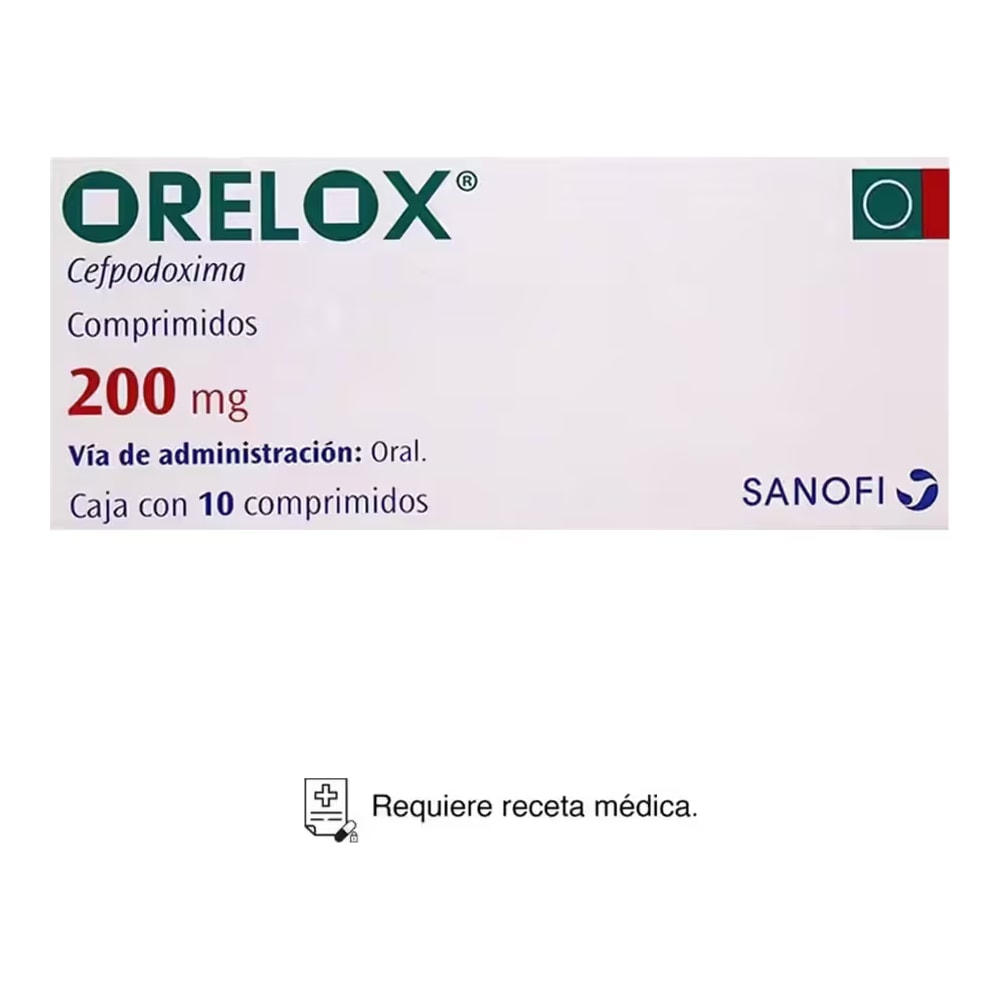 ORELOX®
Cefpodoxima
Comprimidos
200 mg
Vía de administración: Oral.
Caja con 10 comprimidos
SANOFI
Requiere receta médica.